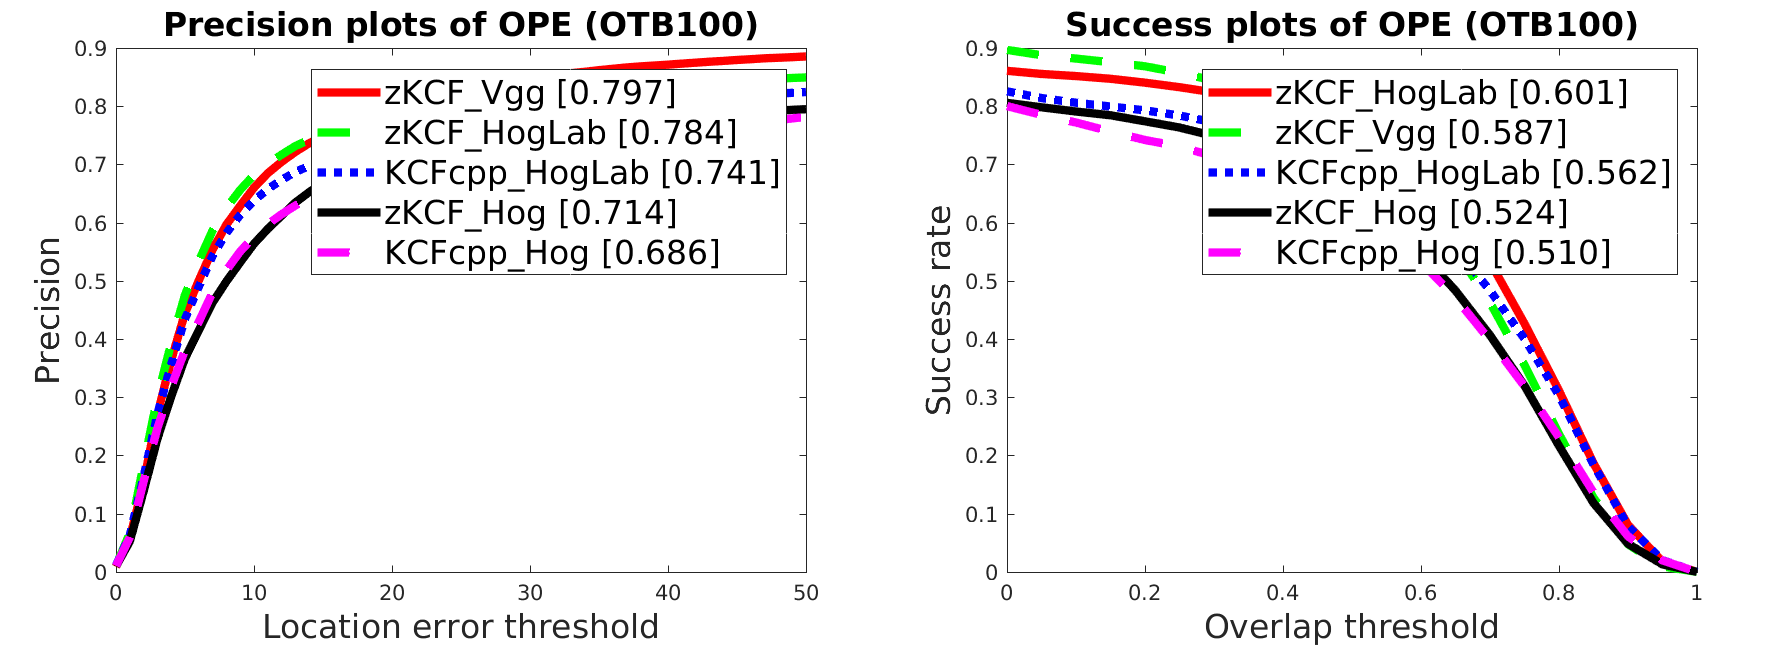 Precision plots of OPE (OTB100)
0.9
0.8
0.7
0.6
0.5
0.4
0.3
0.2
0.1
0
Precision
zKCF_Vgg [0.797]
zKCF_HogLab [0.784]
KCFcpp_HogLab [0.741]
zKCF_Hog [0.714]
KCFcpp_Hog [0.686]
0 10 20 30 40 50
Location error threshold
Success plots of OPE (OTB100)
0.9
0.8
0.7
0.6
0.5
0.4
0.3
0.2
0.1
0
Success rate
zKCF_HogLab [0.601]
zKCF_Vgg [0.587]
KCFcpp_HogLab [0.562]
zKCF_Hog [0.524]
KCFcpp_Hog [0.510]
0 0.2 0.4 0.6 0.8 1
Overlap threshold